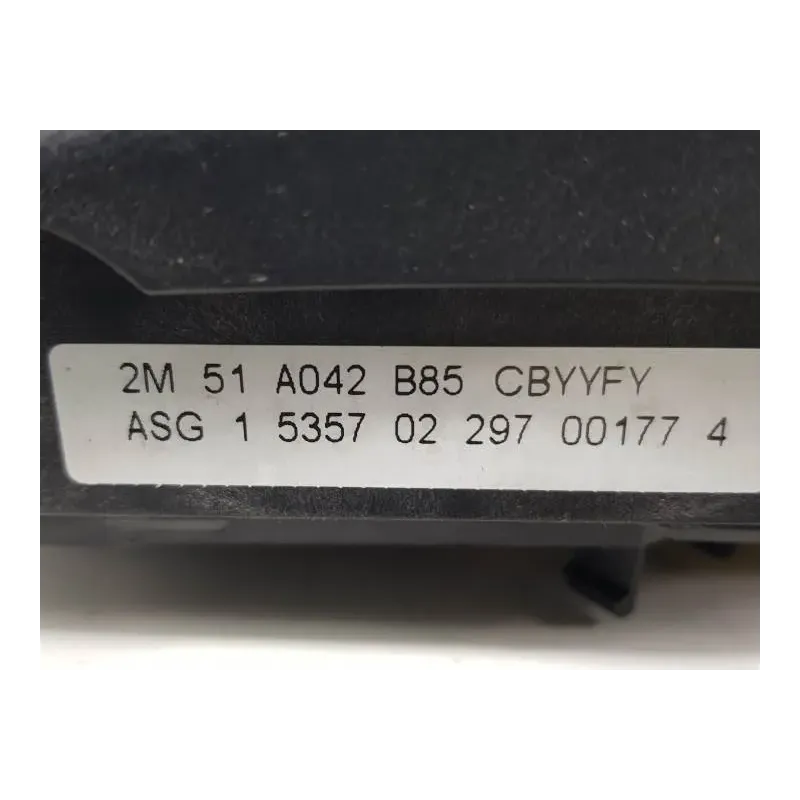 2M 51 A042 B85 CBYYFY
ASG 1 5357 02 297 00177 4